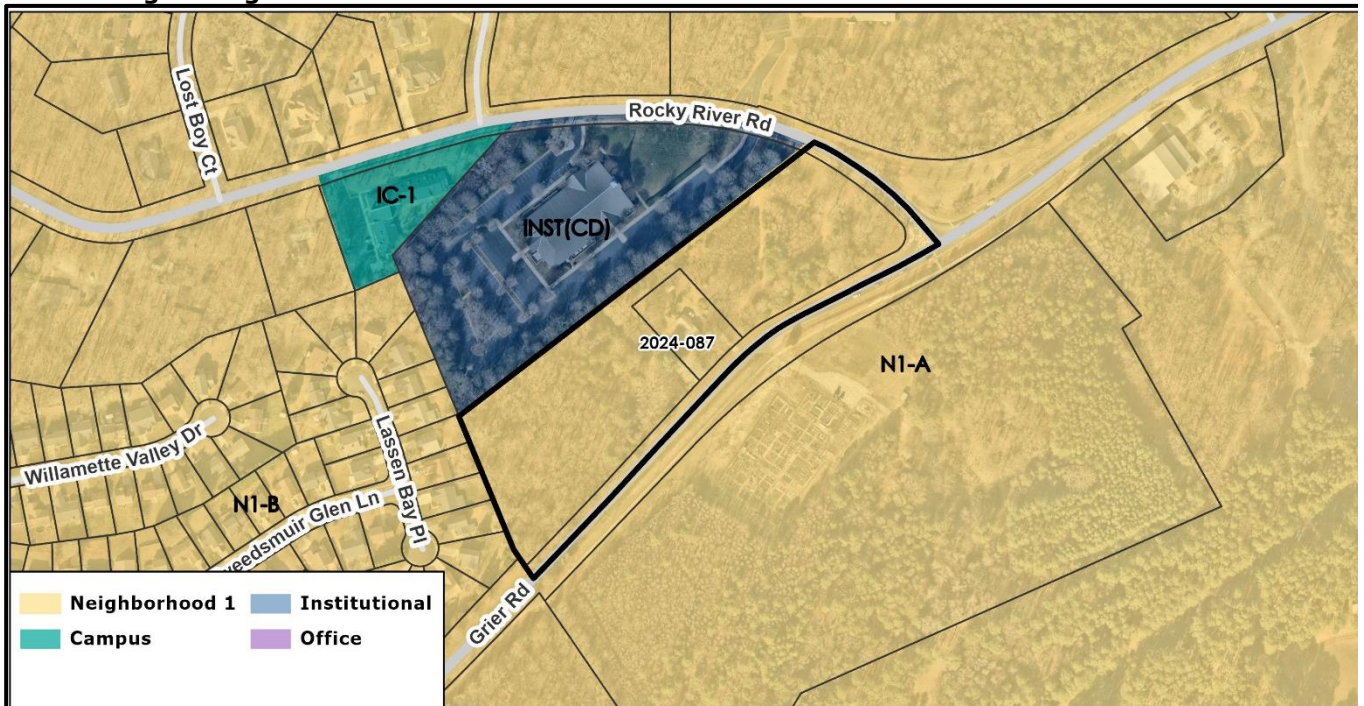 Rocky River Rd
Lost Boy Ct
IC-1
INST(CD)
2024-087
N1-A
Willamette Valley Dr
Lassen Bay Pl
N1-B
weedsmuir Glen Ln
Grier Rd
Neighborhood 1
Institutional
Campus
Office